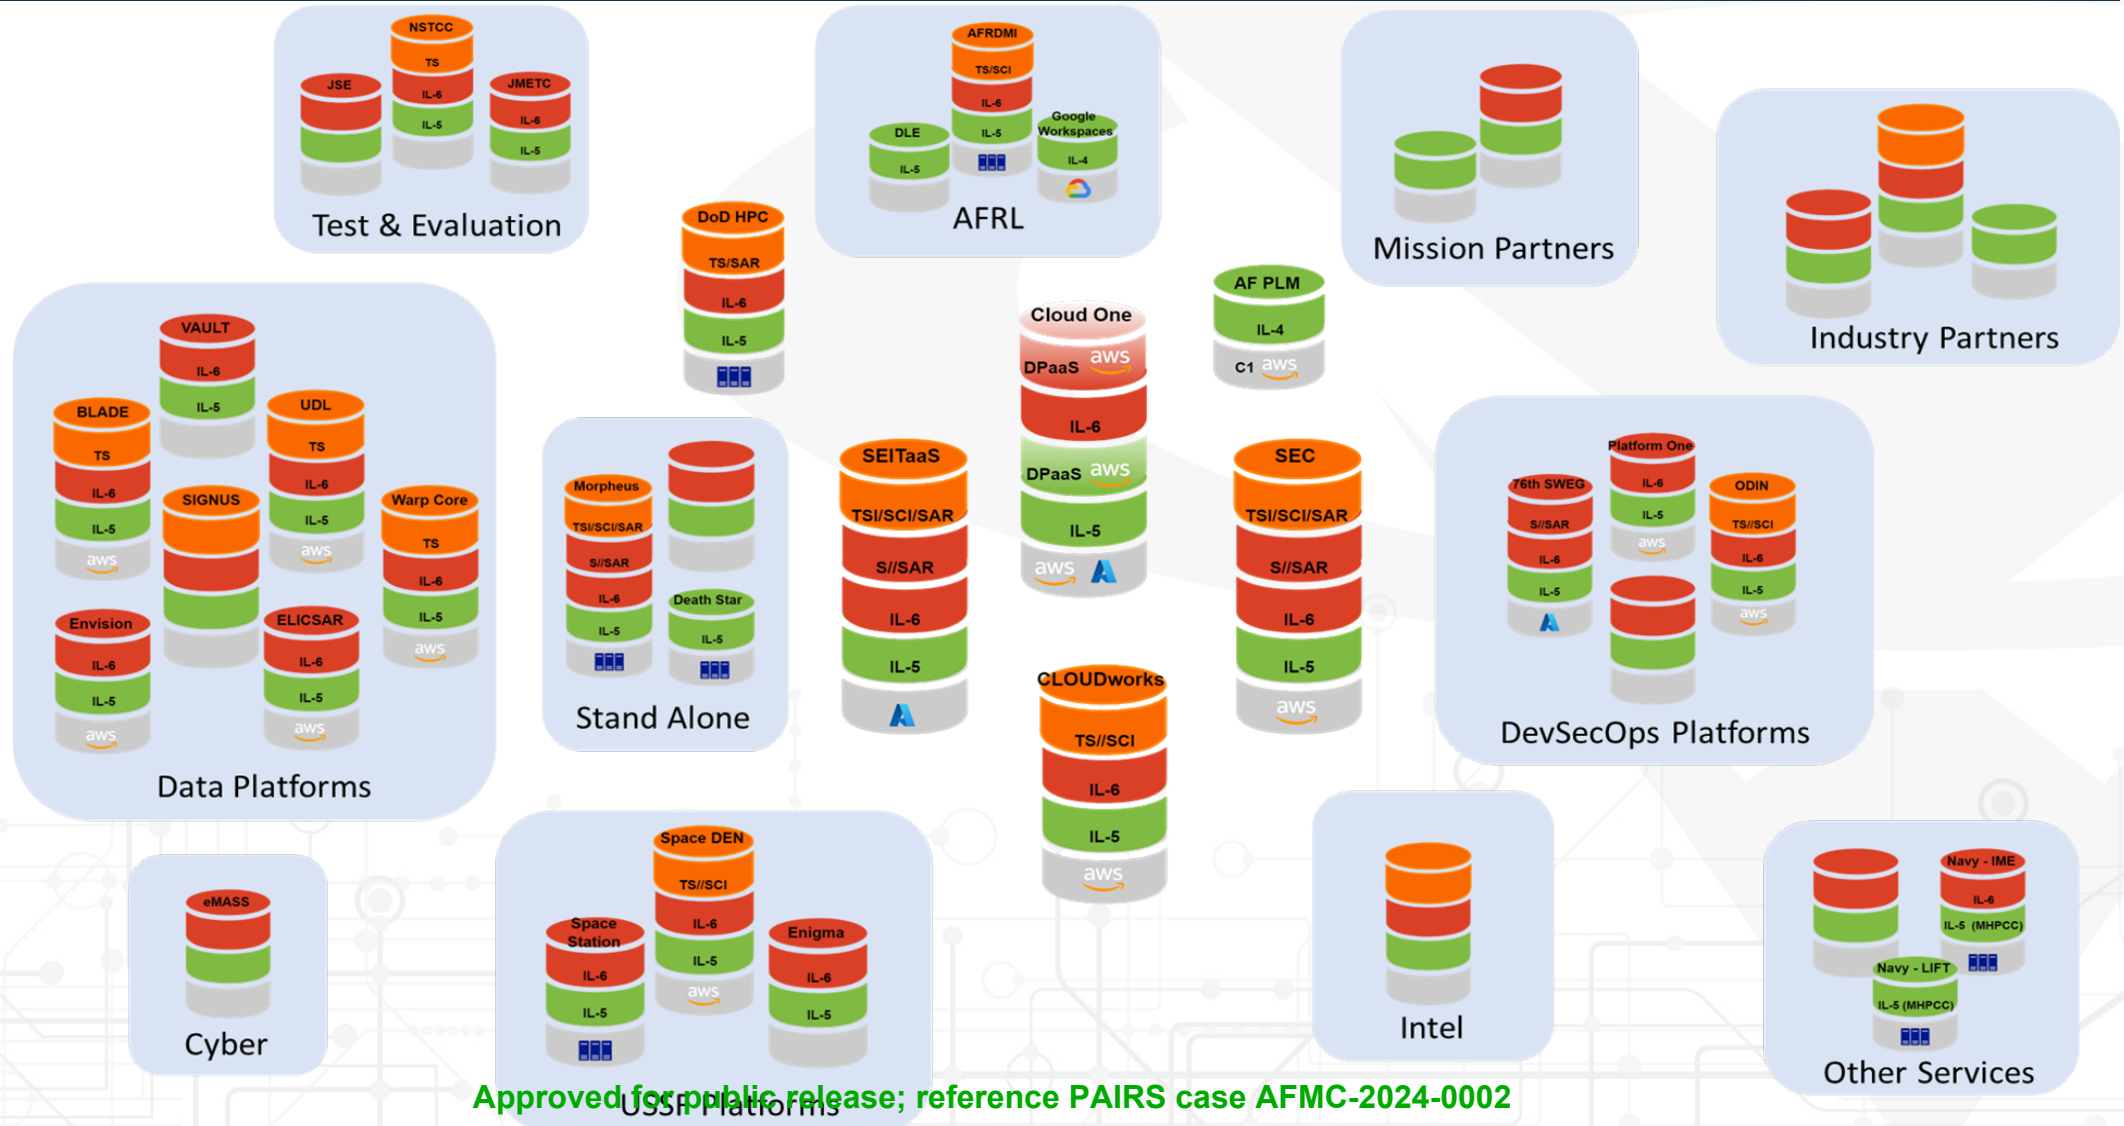 NSTCC
TS
IL-6
IL-5
JSE
JMETC
IL-6
IL-5
Test & Evaluation
AFRDMI
TS/SCI
IL-6
IL-5
DLE
IL-5
Google
Workspaces
IL-4
AFRL
Mission Partners
Industry Partners
DoD HPC
TS/SAR
IL-6
IL-5
AF PLM
IL-4
C1 aws
Cloud One
DPaaS aws
IL-6
DPaaS aws
IL-5
aws
VAULT
IL-6
IL-5
BLADE
TS
IL-6
IL-5
aws
UDL
TS
IL-6
IL-5
aws
SIGNUS
Warp Core
TS
IL-6
IL-5
aws
Envision
IL-6
IL-5
aws
ELICSAR
IL-6
IL-5
aws
Data Platforms
Morpheus
TSI/SCI/SAR
S//SAR
IL-6
IL-5
Death Star
IL-5
Stand Alone
SEITaaS
TSI/SCI/SAR
S//SAR
IL-6
IL-5
SEC
TSI/SCI/SAR
S//SAR
IL-6
IL-5
aws
CLOUDworks
TS//SCI
IL-6
IL-5
aws
Platform One
IL-6
IL-5
aws
76th SWEG
S//SAR
IL-6
IL-5
ODIN
TS//SCI
IL-6
IL-5
aws
DevSecOps Platforms
eMASS
Cyber
Space DEN
TS//SCI
IL-6
IL-5
aws
Space
Station
IL-6
IL-5
Enigma
IL-6
IL-5
USSF Platforms
Intel
Navy - IME
IL-6
IL-5 (MHPCC)
Navy - LIFT
IL-5 (MHPCC)
Other Services
Approved for public release; reference PAIRS case AFMC-2024-0002